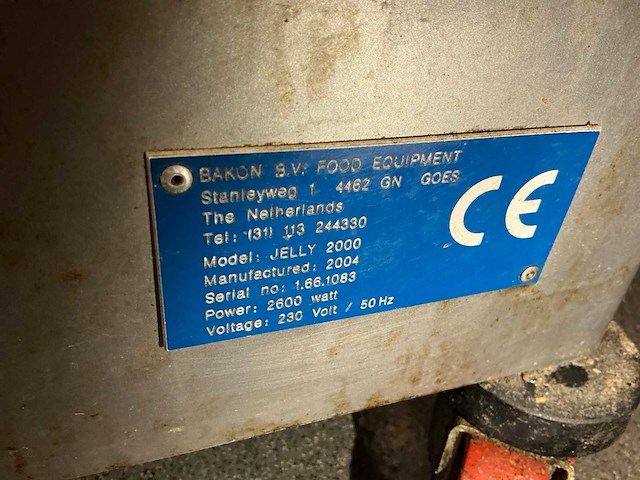 BAKON B.V. FOOD EQUIPMENT
Stanleyweg 1 4462 GN GOES
The Netherlands
Tel: (31) 113 244330
Model: JELLY 2000
Manufactured: 2004
Serial no: 1.66.1083
Power: 2600 watt
Voltage: 230 Volt / 50 Hz
CE